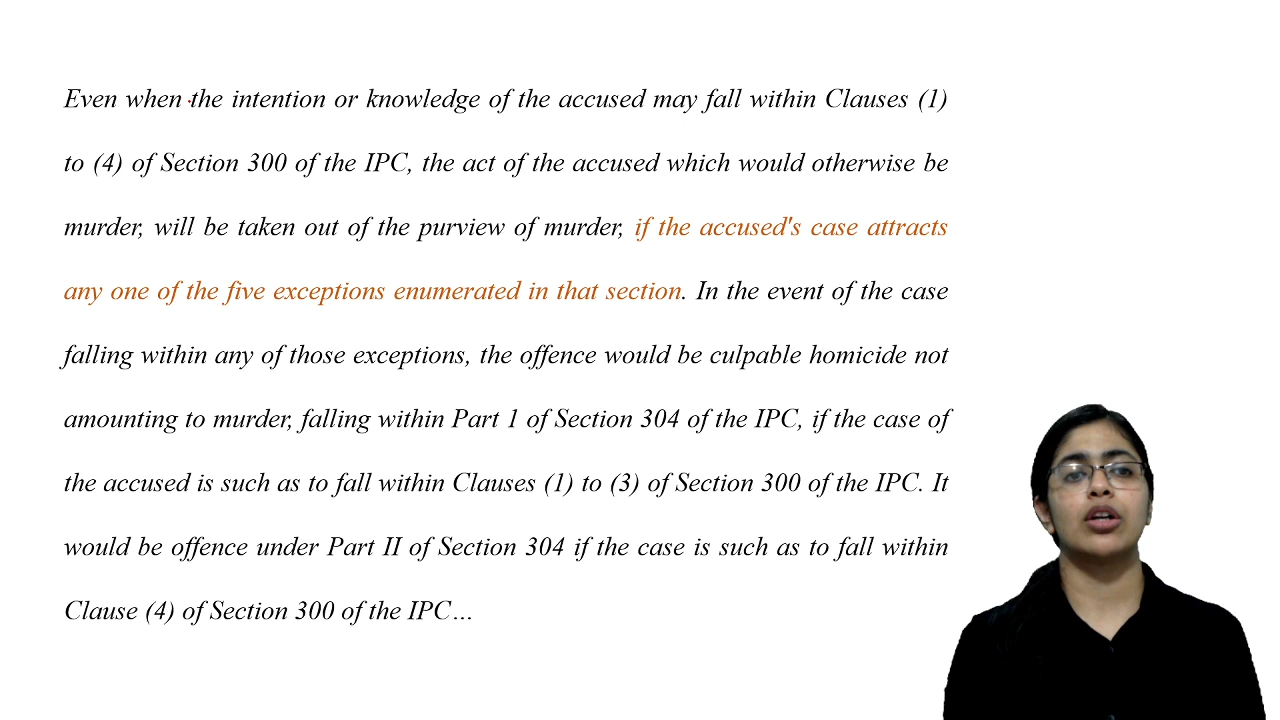 Even when the intention or knowledge of the accused may fall within Clauses (1)
to (4) of Section 300 of the IPC, the act of the accused which would otherwise be
murder, will be taken out of the purview of murder, if the accused's case attracts
any one of the five exceptions enumerated in that section. In the event of the case
falling within any of those exceptions, the offence would be culpable homicide not
amounting to murder, falling within Part 1 of Section 304 of the IPC, if the case of
the accused is such as to fall within Clauses (1) to (3) of Section 300 of the IPC. It
would be offence under Part II of Section 304 if the case is such as to fall within
Clause (4) of Section 300 of the IPC…